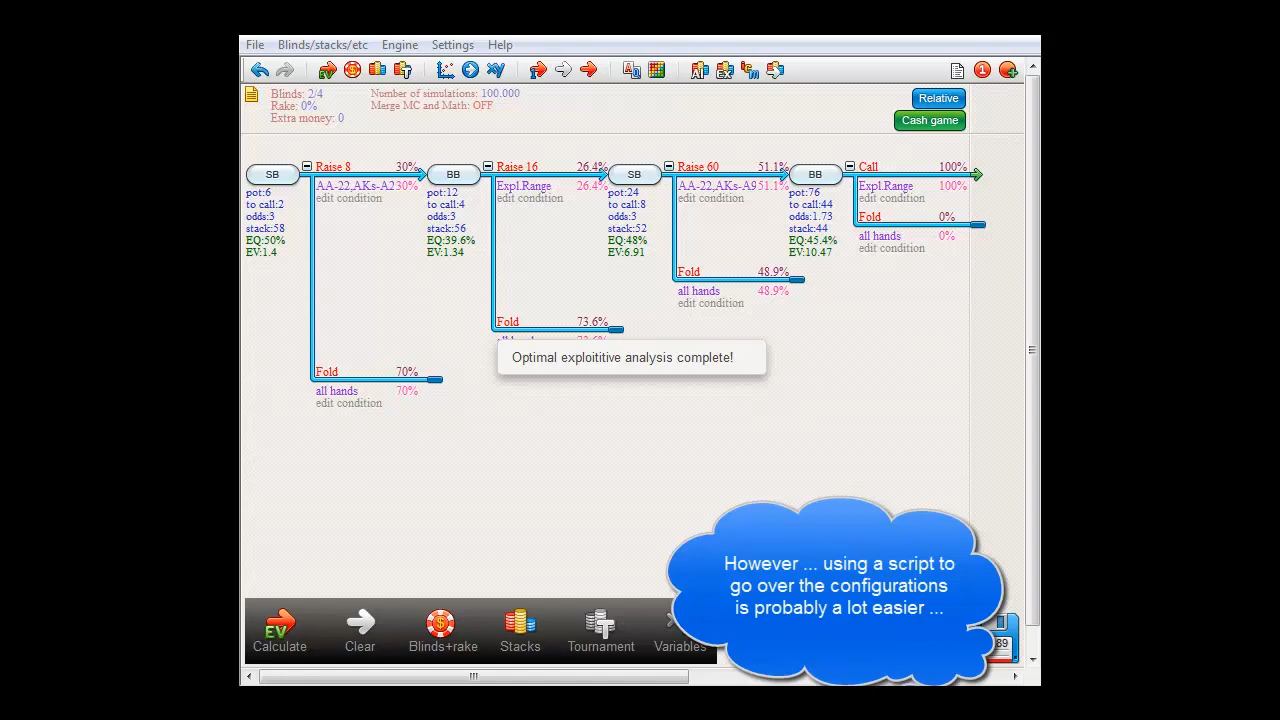 File Blinds/stacks/etc Engine Settings Help
Blinds: 2/4
Rake: 0%
Extra money: 0
Number of simulations: 100.000
Merge MC and Math: OFF
Relative
Cash game
SB
Raise 8 30%
AA-22,AKs-A2 30%
edit condition
pot:6
to call:2
odds:3
stack:58
EQ:50%
EV:1.4
Fold 70%
all hands 70%
edit condition
BB
Raise 16 26.4%
Expl.Range 26.4%
edit condition
pot:12
to call:4
odds:3
stack:56
EQ:39.6%
EV:1.34
Fold 73.6%
SB
Raise 60 51.1%
AA-22,AKs-A9 51.1%
edit condition
pot:24
to call:8
odds:3
stack:52
EQ:48%
EV:6.91
Fold 48.9%
all hands 48.9%
edit condition
BB
Call 100%
Expl.Range 100%
edit condition
pot:76
to call:44
odds:1.73
stack:44
EQ:45.4%
EV:10.47
Fold 0%
all hands 0%
edit condition
Optimal exploititive analysis complete!
However ... using a script to
go over the configurations
is probably a lot easier ...
EV
Calculate Clear Blinds+rake Stacks Tournament Variables
89